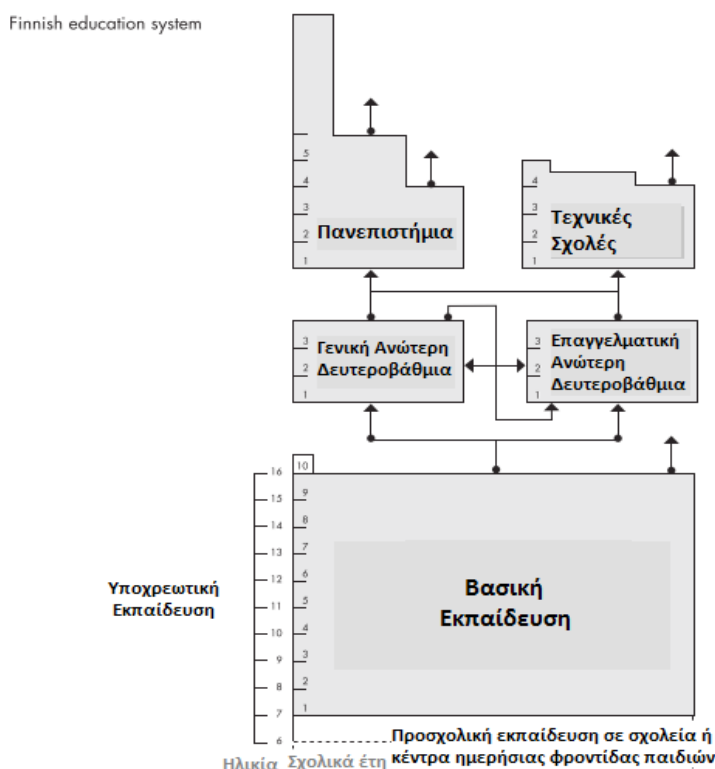 Finnish education system
5
4
3
2
1
Πανεπιστήμια
4
3
2
1
Τεχνικές
Σχολές
3
2
1
Γενική Ανώτερη
Δευτεροβάθμια
3
2
1
Επαγγελματική
Ανώτερη
Δευτεροβάθμια
16
15
14
13
12
11
10
9
8
7
6
10
9
8
7
6
5
4
3
2
1
Υποχρεωτική
Εκπαίδευση
Βασική
Εκπαίδευση
Προσχολική εκπαίδευση σε σχολεία ή
κέντρα ημερήσιας φροντίδας παιδιών
Ηλικία Σχολικά έτη